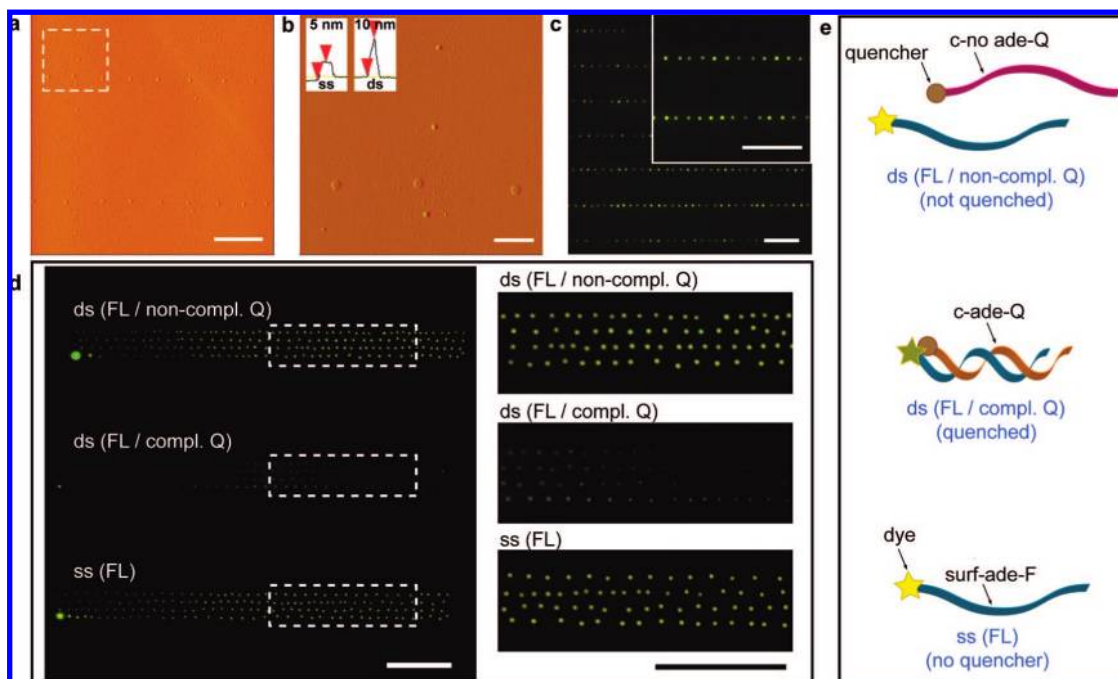 a
b
5 nm
10 nm
ss
ds
c
d
ds (FL / non-compl. Q)
ds (FL / compl. Q)
ss (FL)
ds (FL / non-compl. Q)
ds (FL / compl. Q)
ss (FL)
e
c-no ade-Q
quencher
ds (FL / non-compl. Q)
(not quenched)
c-ade-Q
ds (FL / compl. Q)
(quenched)
dye
surf-ade-F
ss (FL)
(no quencher)